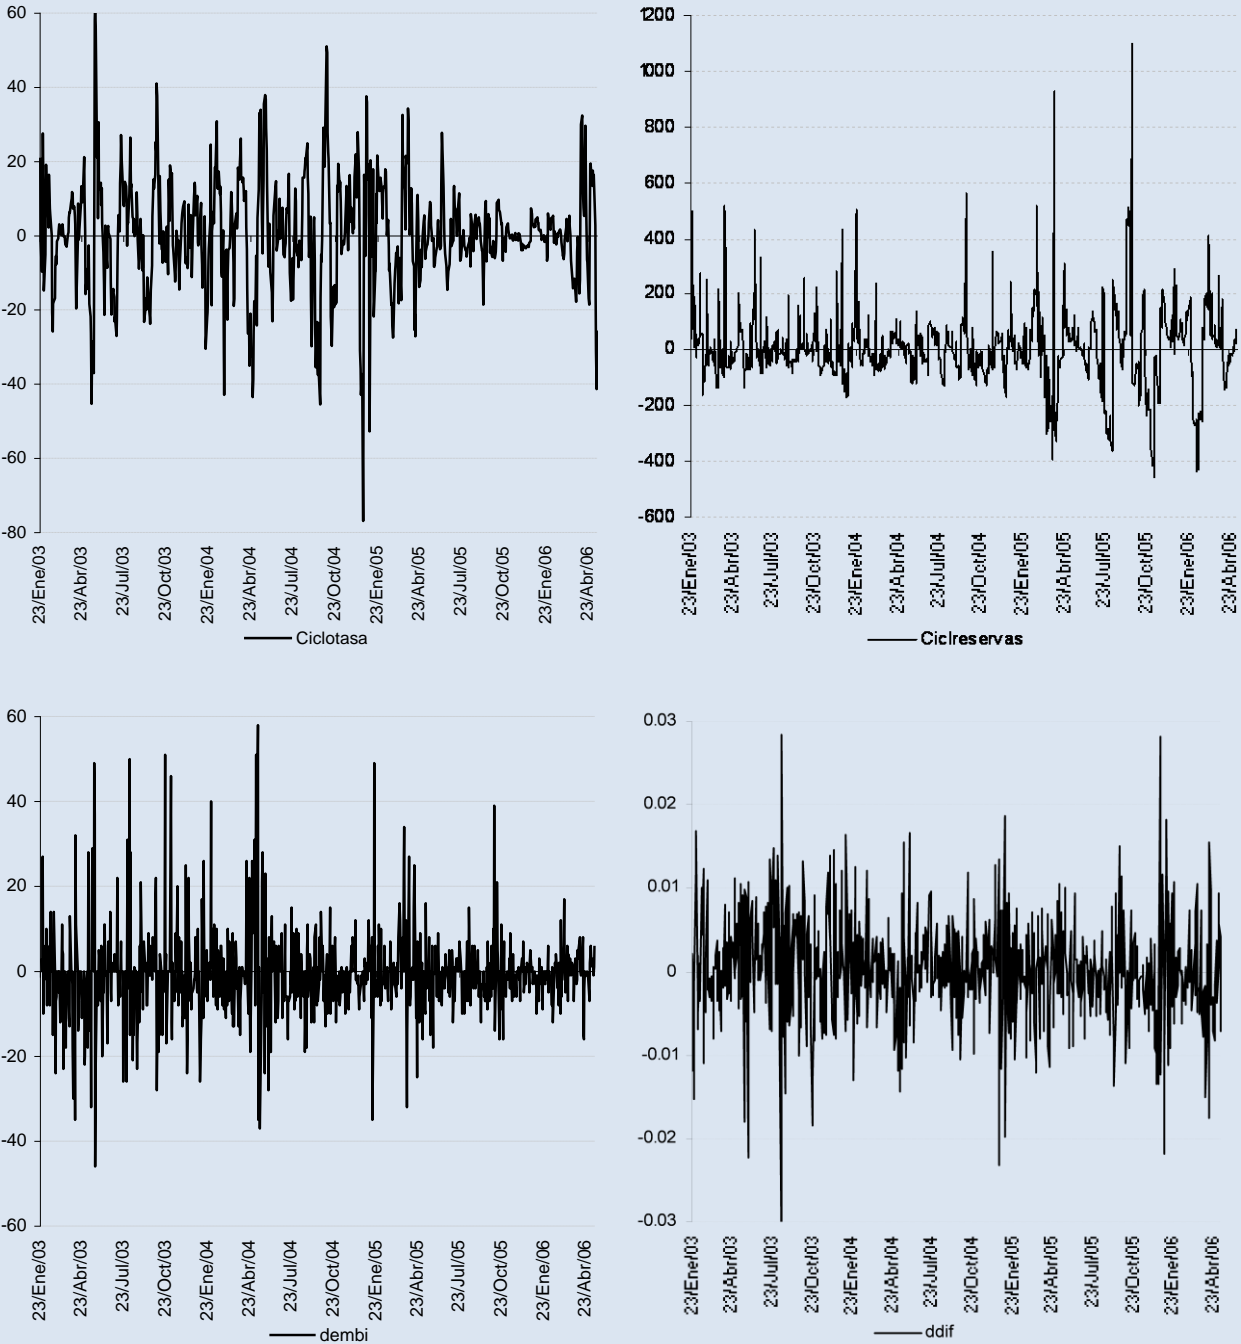 60
40
20
0
-20
-40
-60
-80
23/Ene/03
23/Abr/03
23/Jul/03
23/Oct/03
23/Ene/04
23/Abr/04
23/Jul/04
23/Oct/04
23/Ene/05
23/Abr/05
23/Jul/05
23/Oct/05
23/Ene/06
23/Abr/06
Ciclotasa
1200
1000
800
600
400
200
0
-200
-400
-600
23/Ene/03
23/Abr/03
23/Jul/03
23/Oct/03
23/Ene/04
23/Abr/04
23/Jul/04
23/Oct/04
23/Ene/05
23/Abr/05
23/Jul/05
23/Oct/05
23/Ene/06
23/Abr/06
Ciclreservas
60
40
20
0
-20
-40
-60
23/Ene/03
23/Abr/03
23/Jul/03
23/Oct/03
23/Ene/04
23/Abr/04
23/Jul/04
23/Oct/04
23/Ene/05
23/Abr/05
23/Jul/05
23/Oct/05
23/Ene/06
23/Abr/06
dembi
0.03
0.02
0.01
0
-0.01
-0.02
-0.03
23/Ene/03
23/Abr/03
23/Jul/03
23/Oct/03
23/Ene/04
23/Abr/04
23/Jul/04
23/Oct/04
23/Ene/05
23/Abr/05
23/Jul/05
23/Oct/05
23/Ene/06
23/Abr/06
ddif